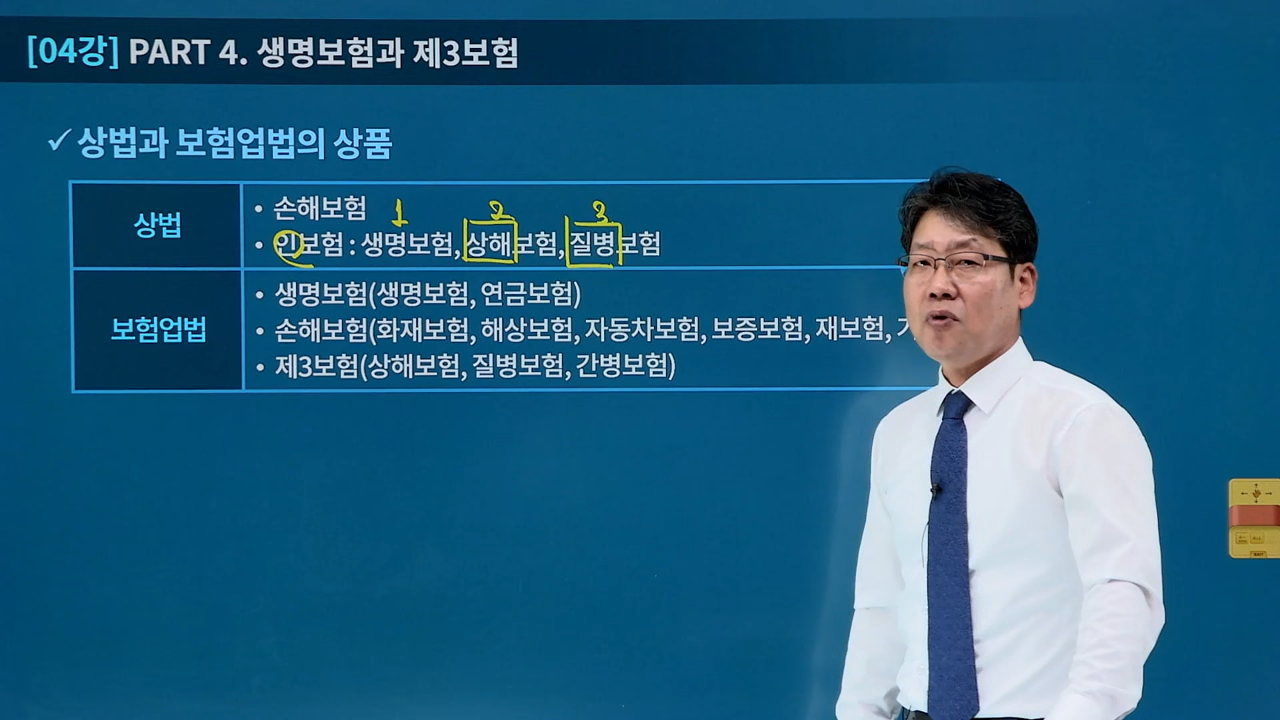 [04강] PART 4. 생명보험과 제3보험
✓ 상법과 보험업법의 상품
상법
• 손해보험 1 2 3
• 인보험 : 생명보험, 상해보험, 질병보험
보험업법
• 생명보험(생명보험, 연금보험)
• 손해보험(화재보험, 해상보험, 자동차보험, 보증보험, 재보험,
• 제3보험(상해보험, 질병보험, 간병보험)